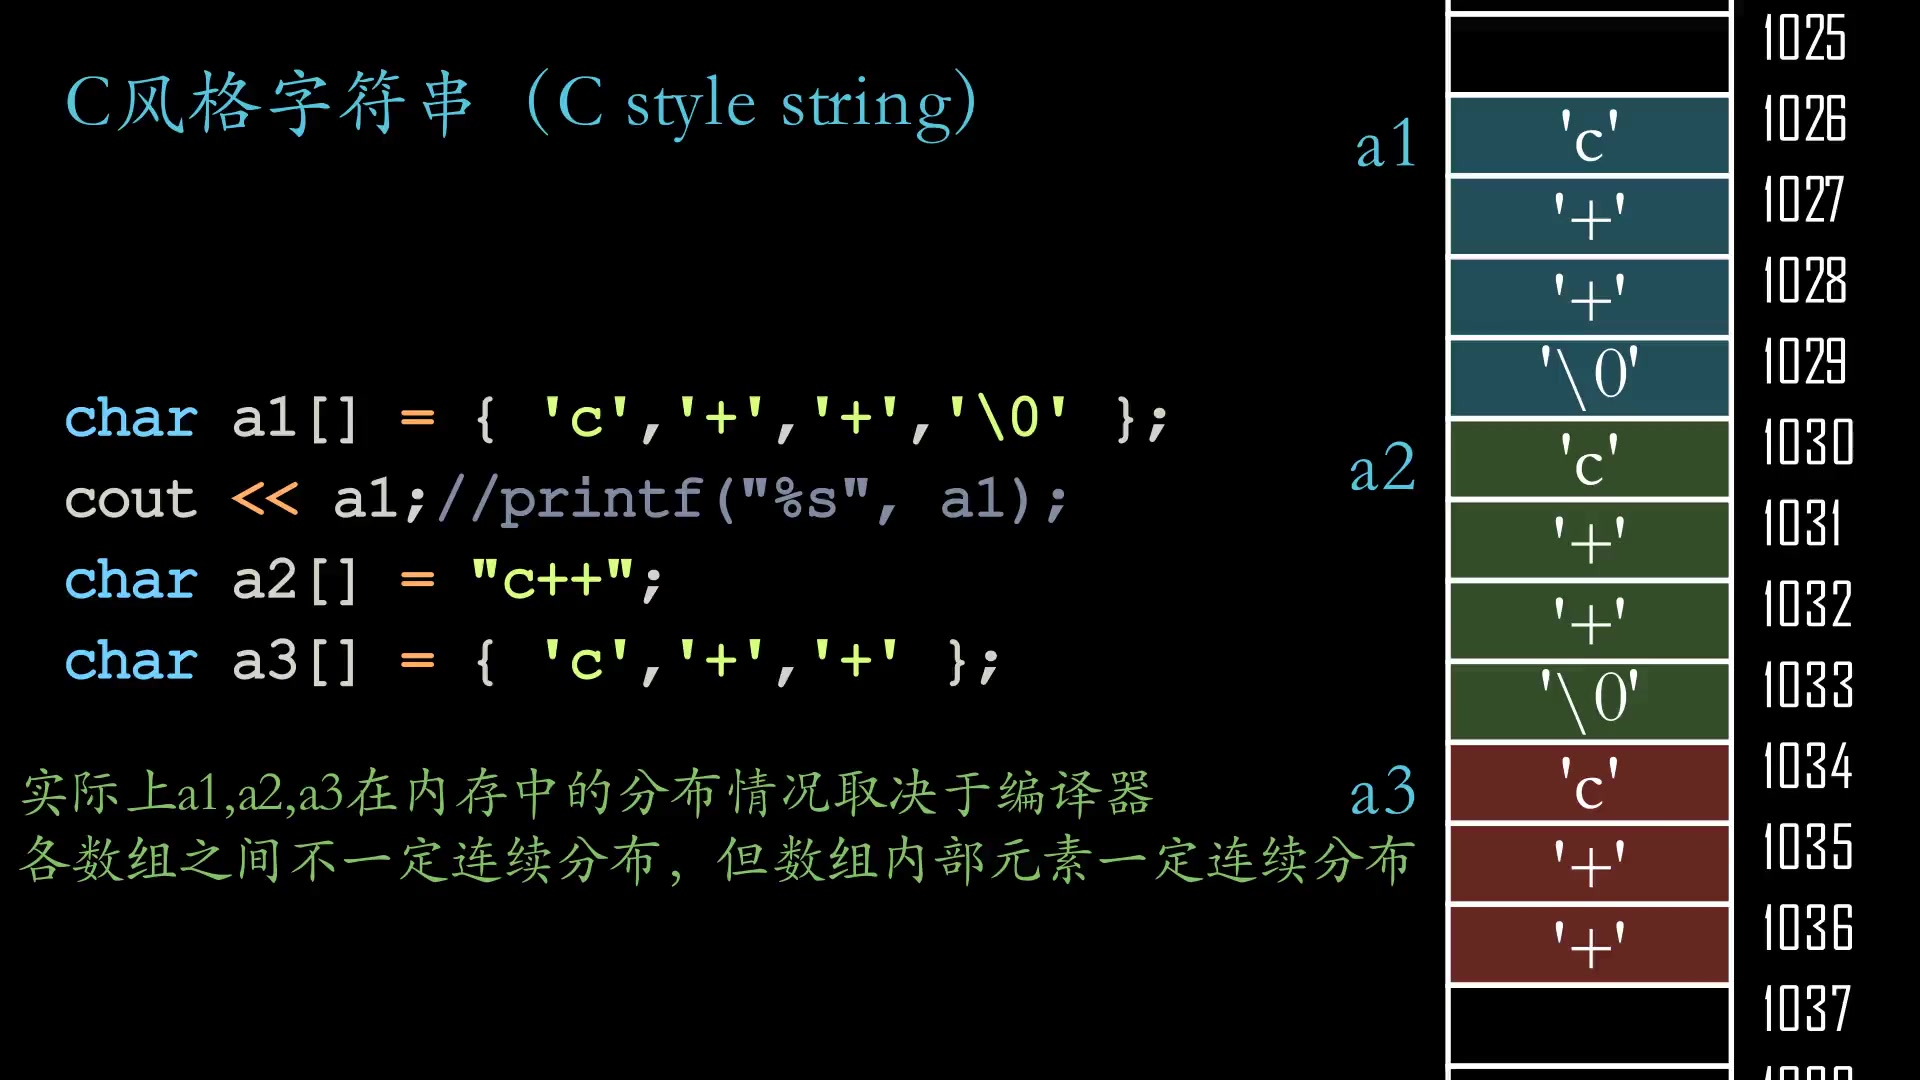 C风格字符串（C style string）
char a1[] = { 'c','+','+','\0' };
cout << a1;//printf("%s", a1);
char a2[] = "c++";
char a3[] = { 'c','+','+' };
实际上a1,a2,a3在内存中的分布情况取决于编译器
各数组之间不一定连续分布，但数组内部元素一定连续分布
1025
a1 'c' 1026
'+' 1027
'+' 1028
'\0' 1029
a2 'c' 1030
'+' 1031
'+' 1032
'\0' 1033
a3 'c' 1034
'+' 1035
'+' 1036
1037